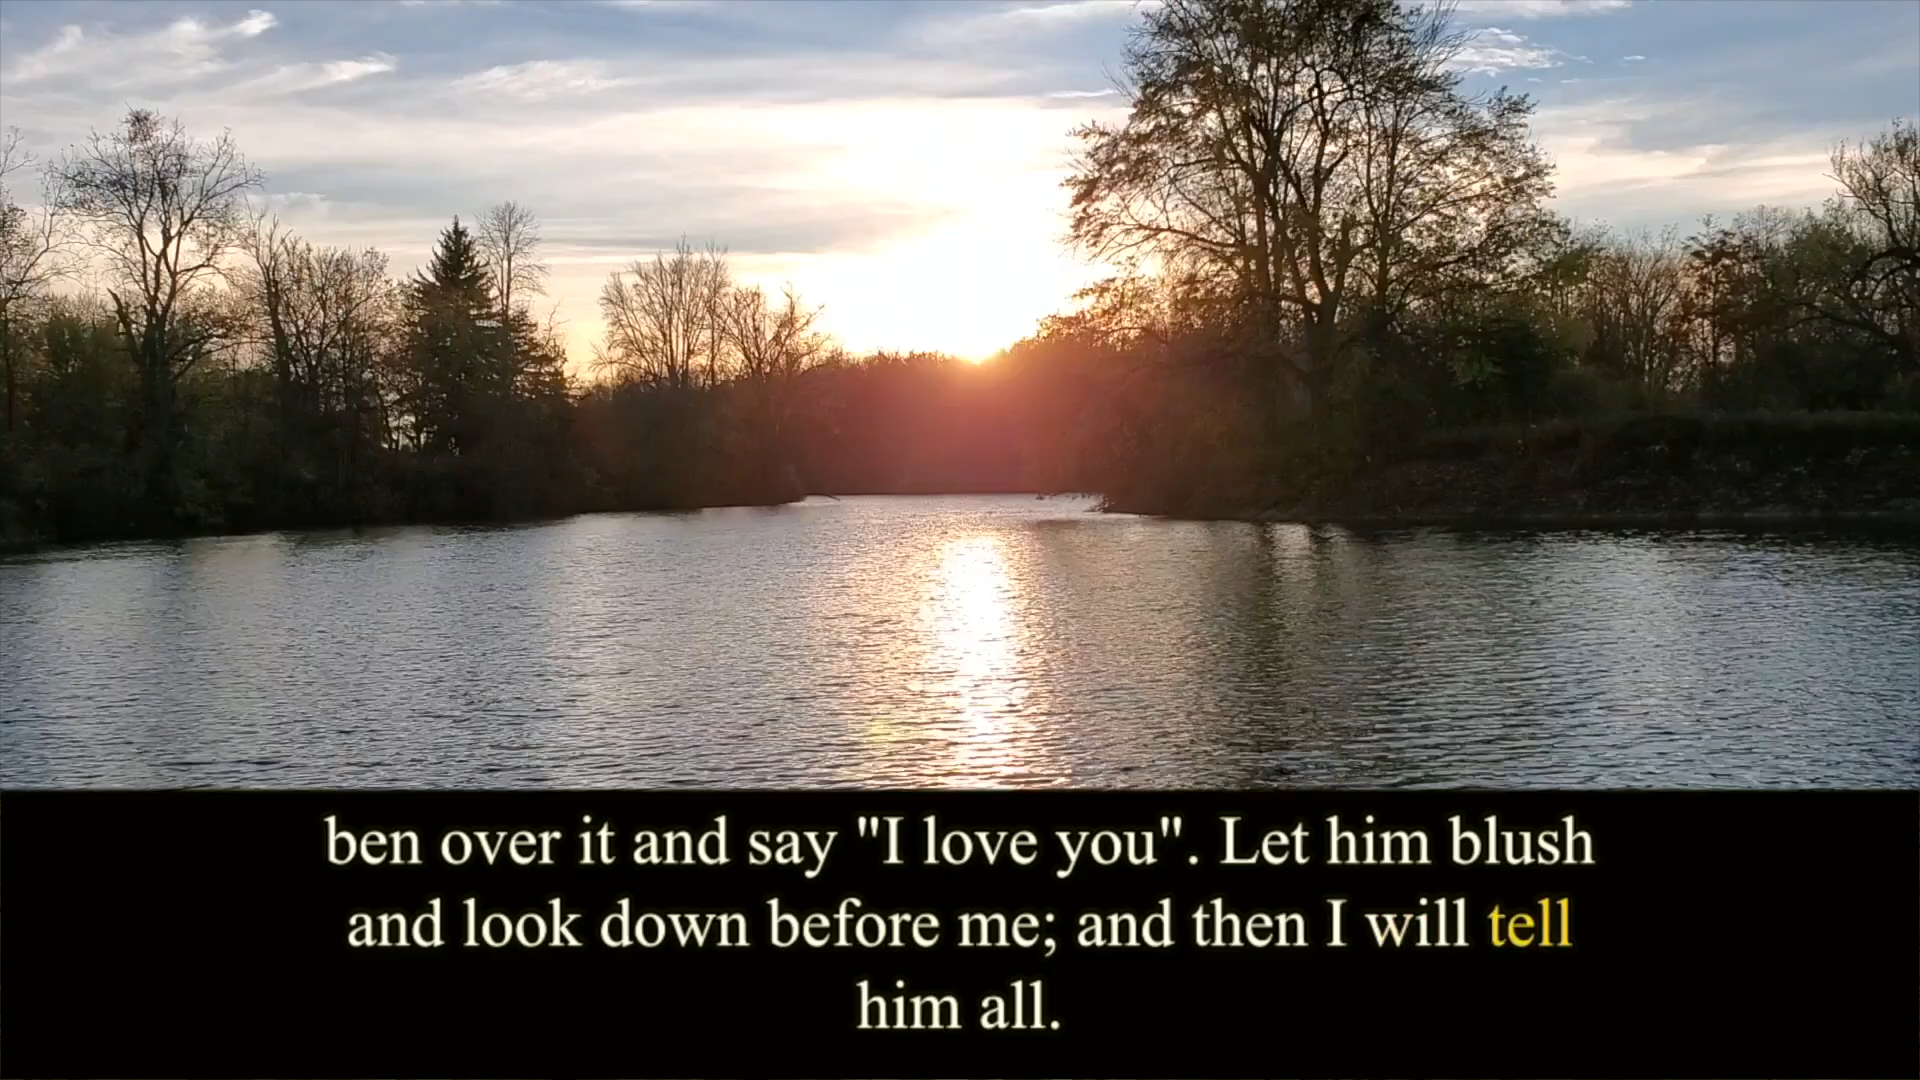 ben over it and say "I love you". Let him blush
and look down before me; and then I will tell
him all.